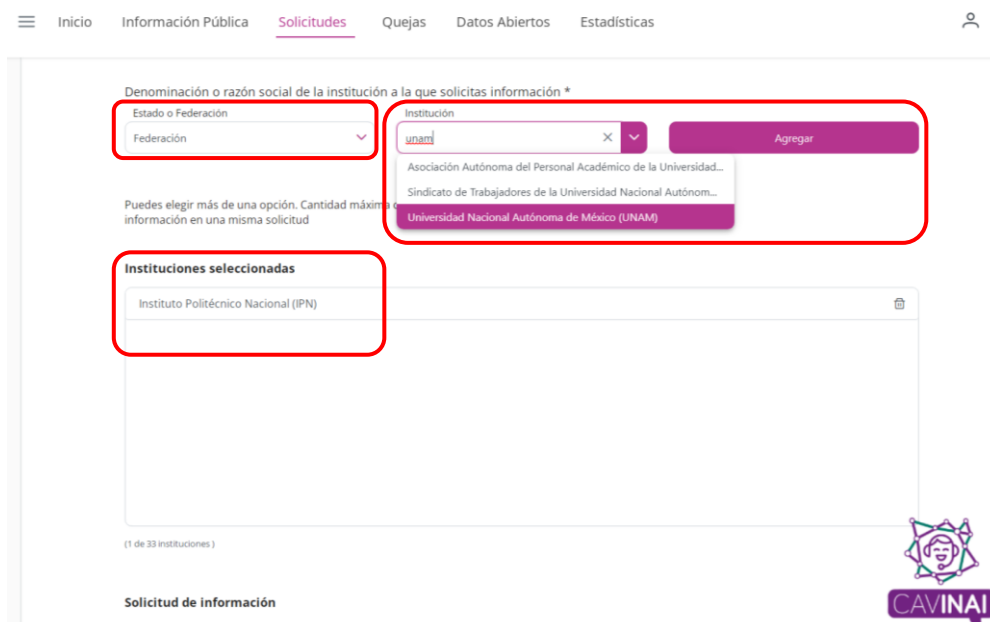 Inicio Información Pública Solicitudes Quejas Datos Abiertos Estadísticas
Denominación o razón social de la institución a la que solicitas información *
Estado o Federación
Institución
Federación
unam
Agregar
Asociación Autónoma del Personal Académico de la Universidad...
Sindicato de Trabajadores de la Universidad Nacional Autónom...
Universidad Nacional Autónoma de México (UNAM)
Puedes elegir más de una opción. Cantidad máxima
información en una misma solicitud
Instituciones seleccionadas
Instituto Politécnico Nacional (IPN)
(1 de 33 instituciones )
Solicitud de información
CAVINAI